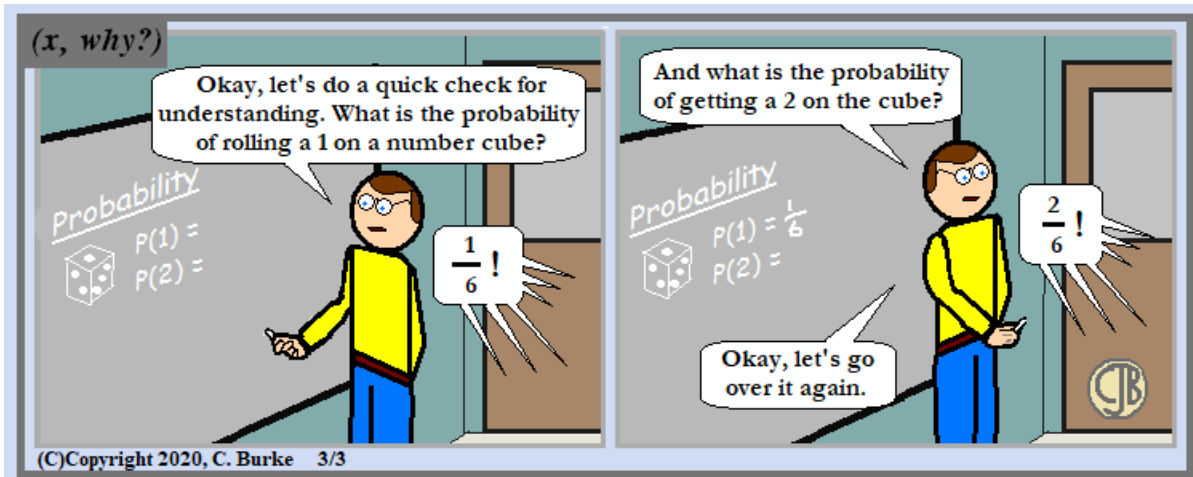 (x, why?)
Okay, let's do a quick check for
understanding. What is the probability
of rolling a 1 on a number cube?
Probability
P(1) =
P(2) =
1
6 !
And what is the probability
of getting a 2 on the cube?
Probability
P(1) = 1/6
P(2) =
2
6 !
Okay, let's go
over it again.
CJB
(C)Copyright 2020, C. Burke 3/3